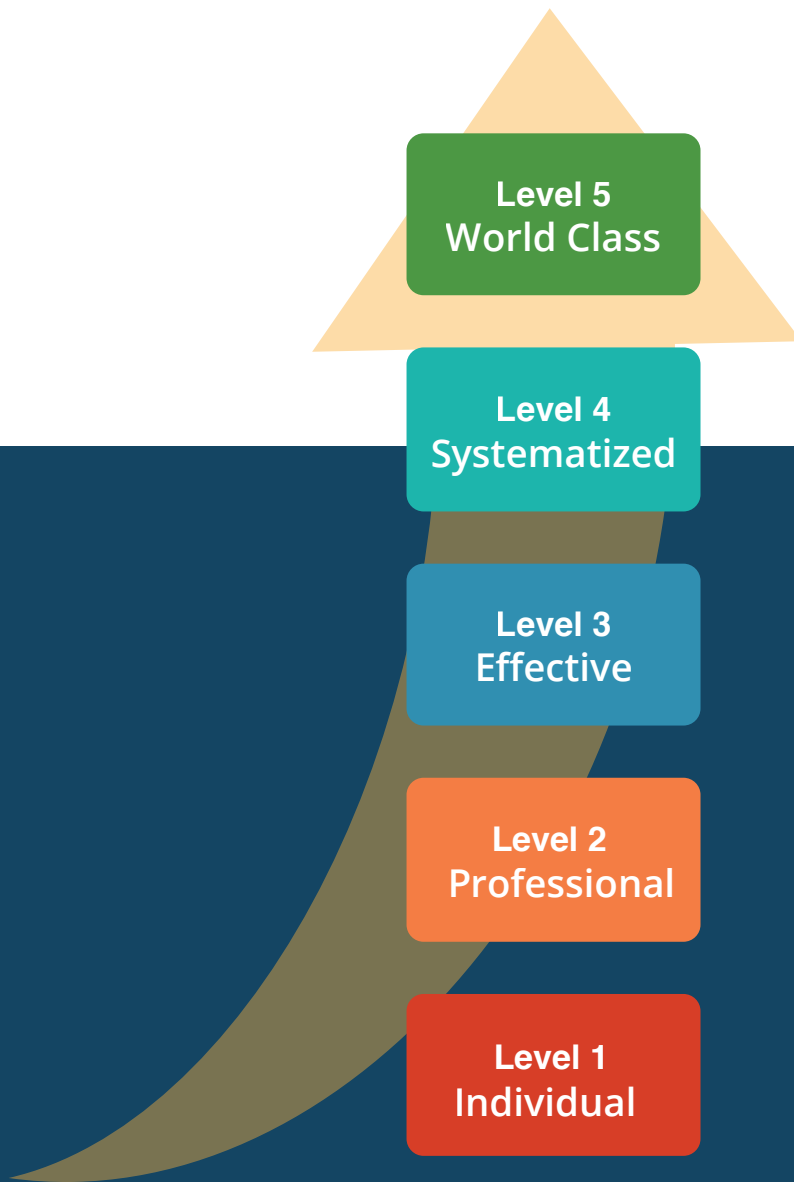 Level 5
World Class
Level 4
Systematized
Level 3
Effective
Level 2
Professional
Level 1
Individual